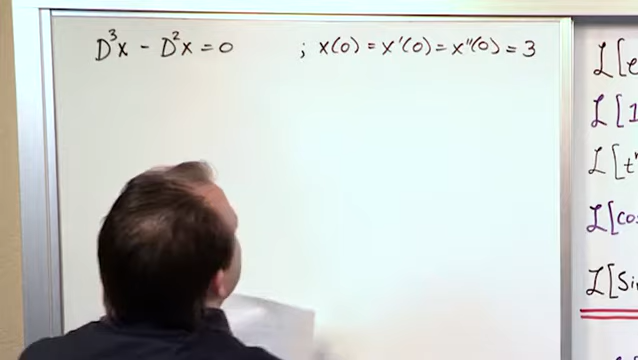 D³x - D²x = 0 ; x(0) = x'(0) = x"(0) = 3
L[e
L[1
L[t
L[co
L[Si